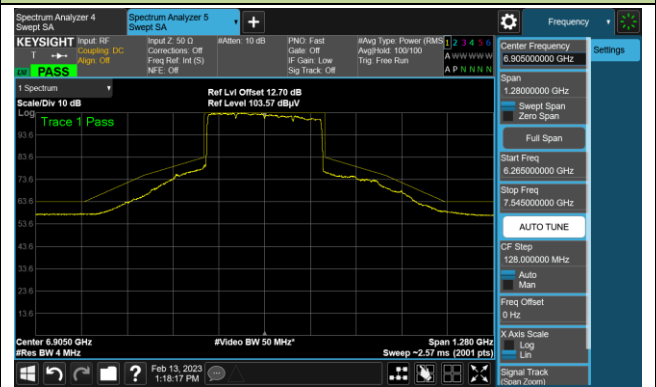 Spectrum Analyzer 4
Swept SA
Spectrum Analyzer 5
Swept SA
Frequency
KEYSIGHT
T
LXI
PASS
Input: RF
Coupling: DC
Align: Off
Input Z: 50 Ω
Corrections: Off
Freq Ref: Int (S)
NFE: Off
#Atten: 10 dB
PNO: Fast
Gate: Off
IF Gain: Low
Sig Track: Off
#Avg Type: Power (RMS)
Avg|Hold: 100/100
Trig: Free Run
1 2 3 4 5 6
A W W W W W
A P N N N N
1 Spectrum
Scale/Div 10 dB
Ref Lvl Offset 12.70 dB
Ref Level 103.57 dBµV
Log
Trace 1 Pass
93.6
83.6
73.6
63.6
53.6
43.6
33.6
23.6
13.6
Center 6.9050 GHz
#Res BW 4 MHz
#Video BW 50 MHz*
Span 1.280 GHz
Sweep ~2.57 ms (2001 pts)
Center Frequency
6.905000000 GHz
Settings
Span
1.28000000 GHz
Swept Span
Zero Span
Full Span
Start Freq
6.265000000 GHz
Stop Freq
7.545000000 GHz
AUTO TUNE
CF Step
128.000000 MHz
Auto
Man
Freq Offset
0 Hz
X Axis Scale
Log
Lin
Signal Track
(Span Zoom)
Feb 13, 2023
1:18:17 PM